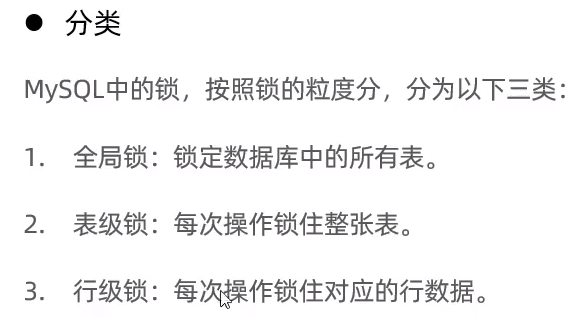 ● 分类
MySQL中的锁，按照锁的粒度分，分为以下三类：
1. 全局锁：锁定数据库中的所有表。
2. 表级锁：每次操作锁住整张表。
3. 行级锁：每次操作锁住对应的行数据。